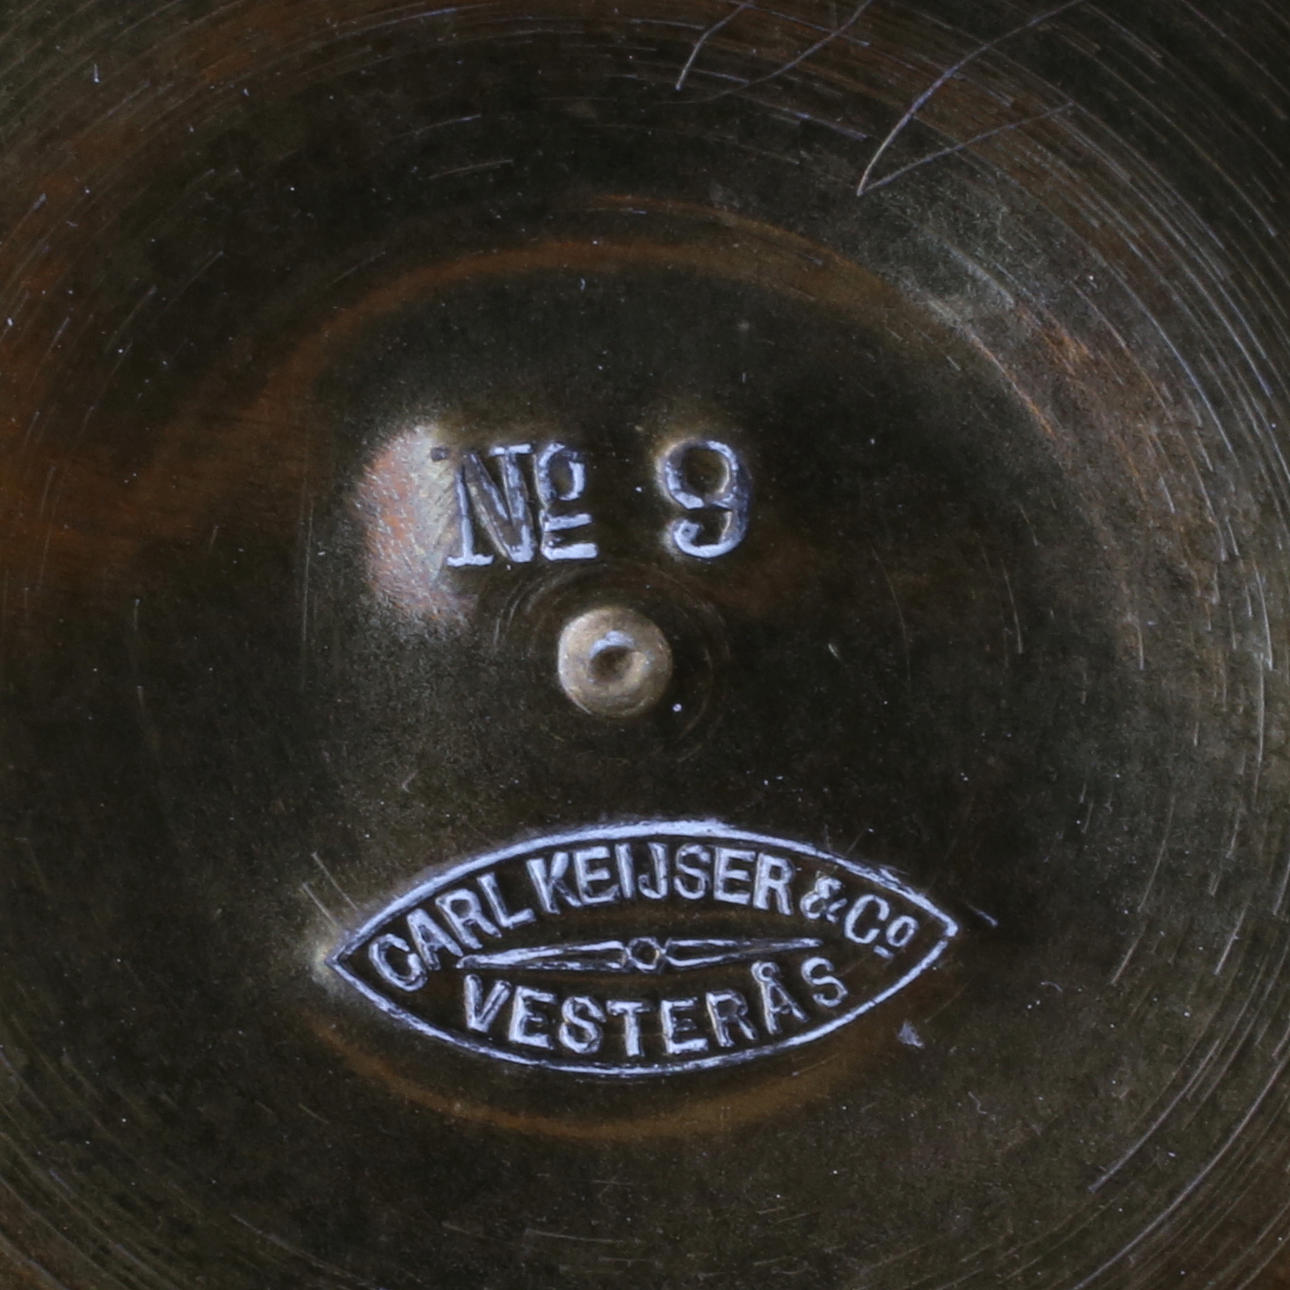 Nº 9
CARL KEIJSER & Cº
VESTERÅS